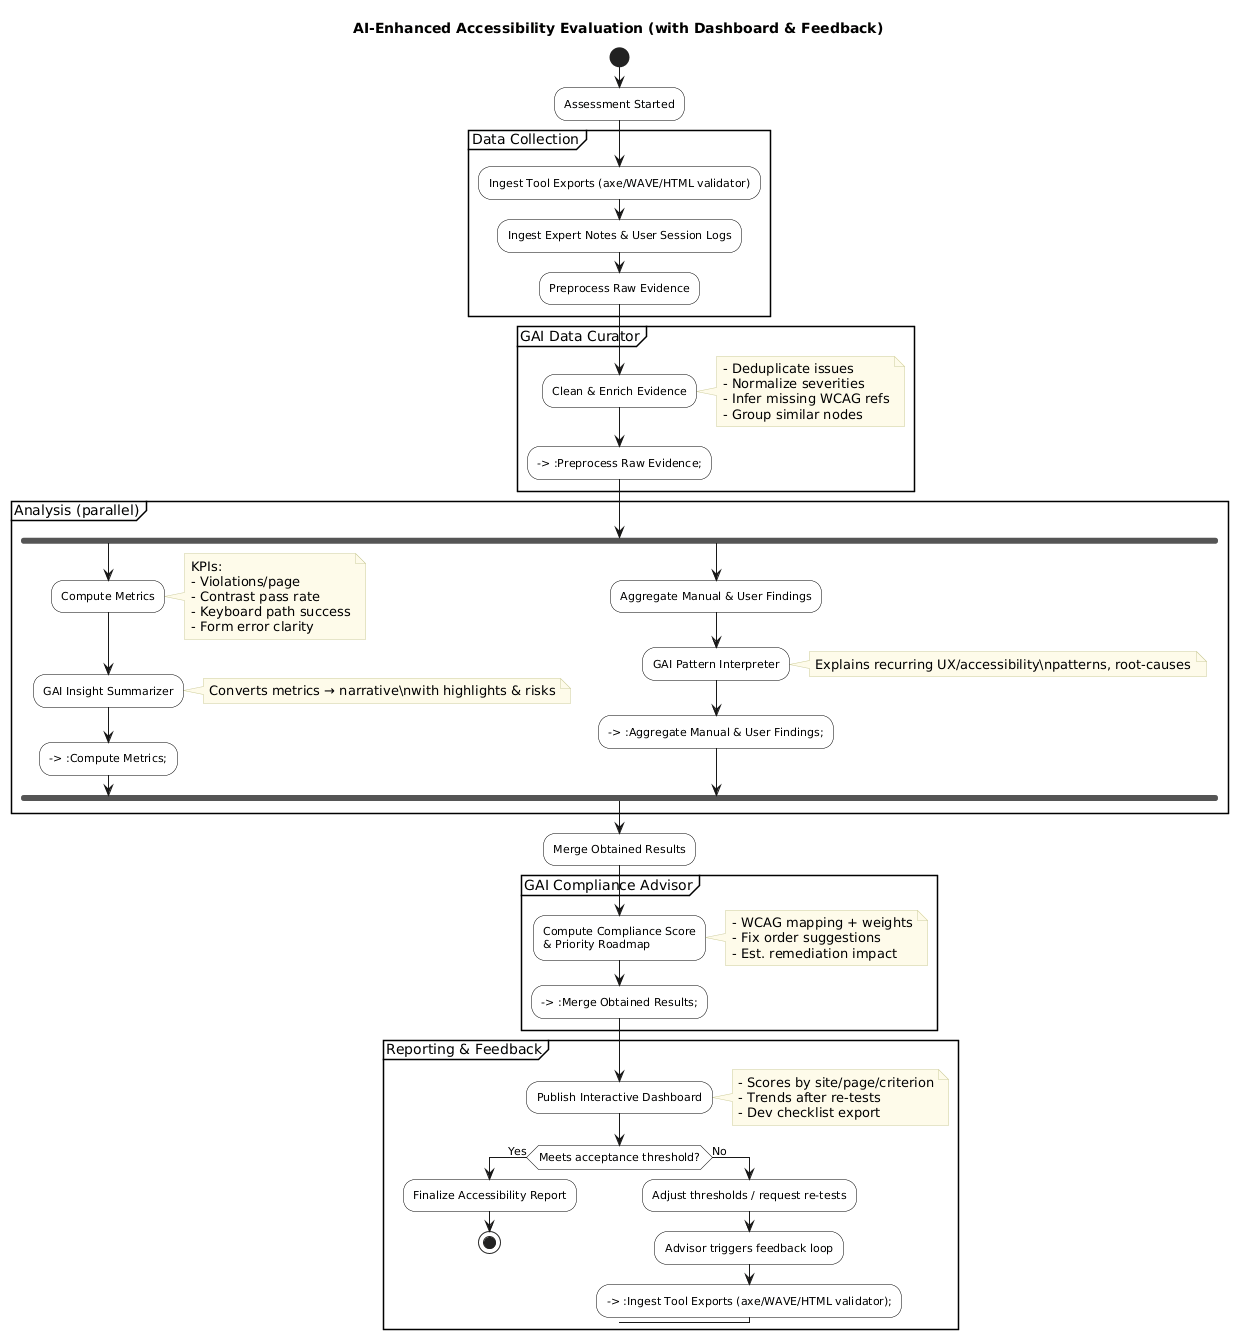 AI-Enhanced Accessibility Evaluation (with Dashboard & Feedback)
Assessment Started
Data Collection
Ingest Tool Exports (axe/WAVE/HTML validator)
Ingest Expert Notes & User Session Logs
Preprocess Raw Evidence
GAI Data Curator
Clean & Enrich Evidence
- Deduplicate issues
- Normalize severities
- Infer missing WCAG refs
- Group similar nodes
-> :Preprocess Raw Evidence;
Analysis (parallel)
Compute Metrics
KPIs:
- Violations/page
- Contrast pass rate
- Keyboard path success
- Form error clarity
GAI Insight Summarizer
Converts metrics → narrative\nwith highlights & risks
-> :Compute Metrics;
Aggregate Manual & User Findings
GAI Pattern Interpreter
Explains recurring UX/accessibility\npatterns, root-causes
-> :Aggregate Manual & User Findings;
Merge Obtained Results
GAI Compliance Advisor
Compute Compliance Score
& Priority Roadmap
- WCAG mapping + weights
- Fix order suggestions
- Est. remediation impact
-> :Merge Obtained Results;
Reporting & Feedback
Publish Interactive Dashboard
- Scores by site/page/criterion
- Trends after re-tests
- Dev checklist export
Meets acceptance threshold?
Yes
No
Finalize Accessibility Report
Adjust thresholds / request re-tests
Advisor triggers feedback loop
-> :Ingest Tool Exports (axe/WAVE/HTML validator);